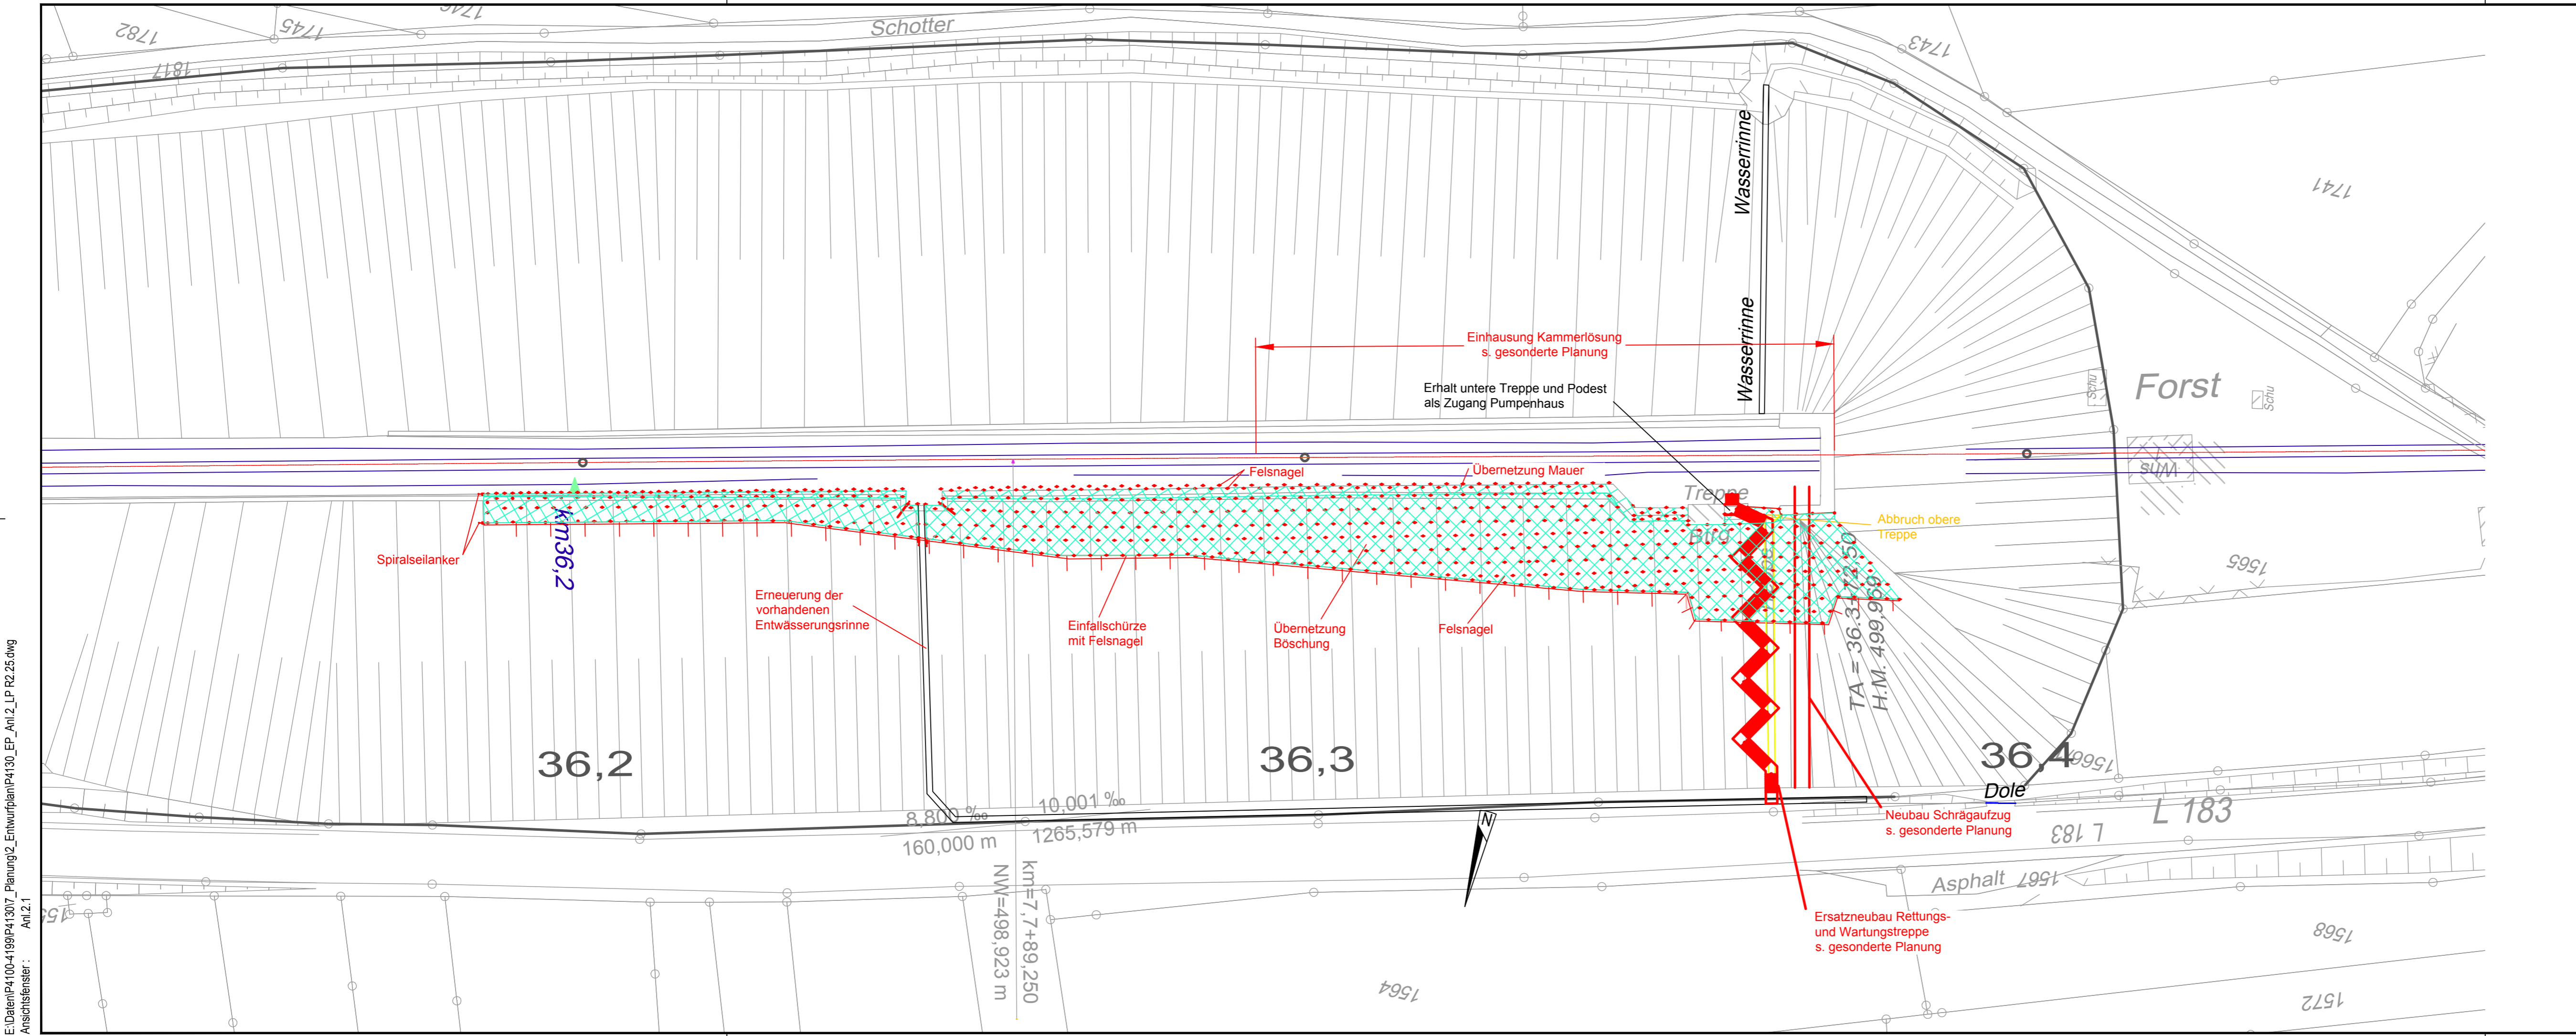 1782
1745
1746
1817
Schotter
1743
1741
Wasserrinne
Wasserrinne
Einhausung Kammerlösung
s. gesonderte Planung
Erhalt untere Treppe und Podest
als Zugang Pumpenhaus
Schu
Forst
Schu
Whs
Felsnagel
Übernetzung Mauer
Treppe
Abbruch obere
Treppe
Spiralseilanker
km36,2
1565
TA = 36.3+72,50
H.M. 499,969
Erneuerung der
vorhandenen
Entwässerungsrinne
Einfallschürze
mit Felsnagel
Übernetzung
Böschung
Felsnagel
36,2
36,3
36,4
1566
Dole
L 183
L 183
8,800 ‰
10,001 ‰
160,000 m
1265,579 m
N
Neubau Schrägaufzug
s. gesonderte Planung
km=7,7+89,250
NW=498,923 m
Asphalt
1567
Ersatzneubau Rettungs-
und Wartungstreppe
s. gesonderte Planung
1568
1564
1572
E:\Daten\P4100-4199\P4130\7_Planung\2_Entwurfplan\P4130_EP_Anl.2_LP R2.25.dwg
Ansichtsfenster : Anl.2.1